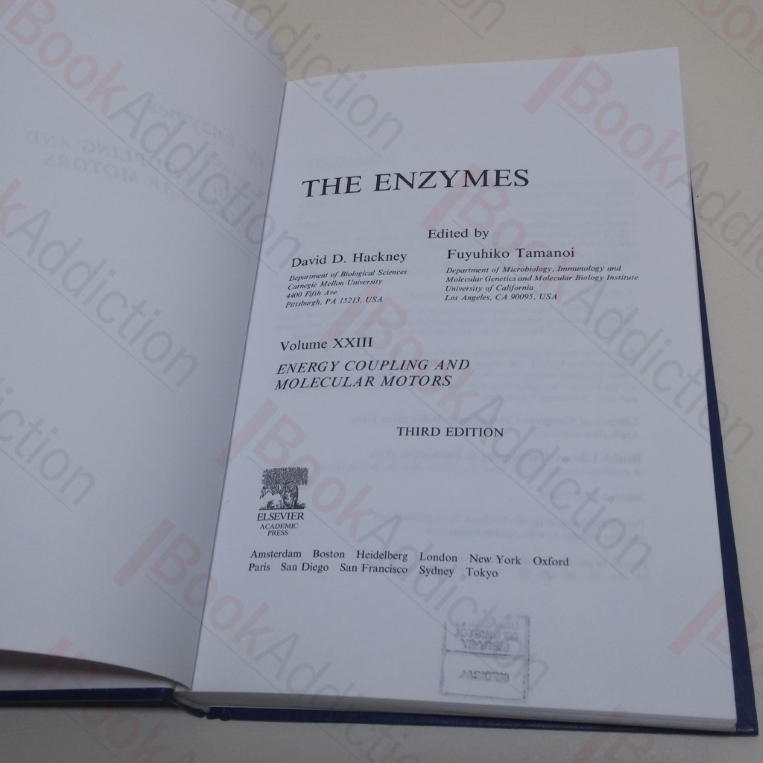 THE ENZYMES
Edited by
David D. Hackney
Department of Biological Sciences
Carnegie Mellon University
4400 Fifth Ave
Pittsburgh, PA 15213, USA
Fuyuhiko Tamanoi
Department of Microbiology, Immunology and
Molecular Genetics and Molecular Biology Institute
University of California
Los Angeles, CA 90095, USA
Volume XXIII
ENERGY COUPLING AND
MOLECULAR MOTORS
THIRD EDITION
ELSEVIER
ACADEMIC
PRESS
Amsterdam Boston Heidelberg London New York Oxford
Paris San Diego San Francisco Sydney Tokyo
BookAddiction